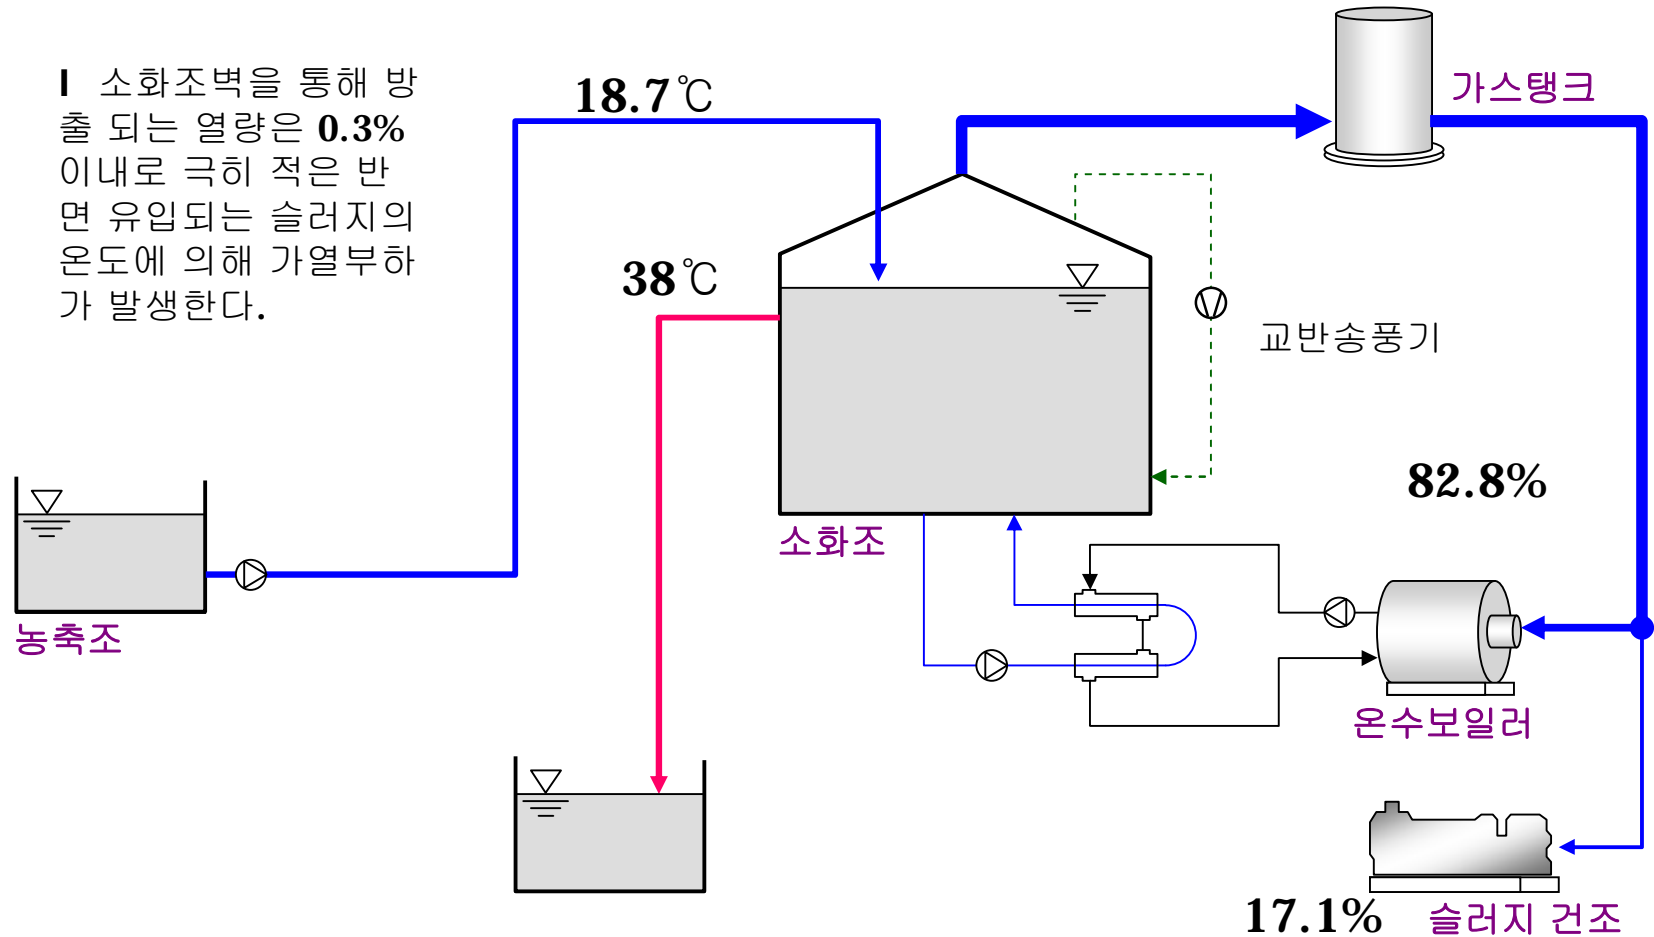 l 소화조벽을 통해 방
출 되는 열량은 0.3%
이내로 극히 적은 반
면 유입되는 슬러지의
온도에 의해 가열부하
가 발생한다.
18.7℃
가스탱크
38℃
교반송풍기
82.8%
소화조
농축조
온수보일러
17.1%
슬러지 건조